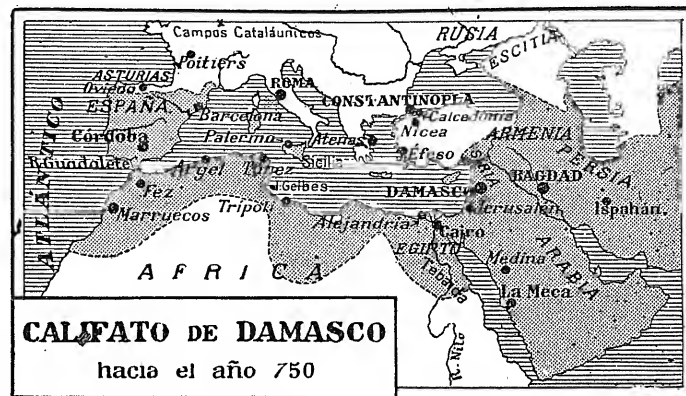 Campos Cataláunicos
RUSIA
ESCITIA
Poitiers
ASTURIAS
Oviedo
ROMA
ESPAÑA
Barcelona
CONSTANTINOPLA
Calcedonia
Nicea
ARMENIA
ATLÁNTICO
Córdoba
Palermo
Atenas
Éfeso
PERSIA
R. Guadalete
Sicilia
SIRIA
Argel
Túnez
Fez
I. Gelbes
DAMASCO
BAGDAD
Marruecos
Trípoli
Jerusalén
Ispahán
Alejandría
Cairo
EGIPTO
ARABIA
AFRICA
Tebaida
Medina
La Meca
R. Nilo
CALIFATO DE DAMASCO
hacia el año 750